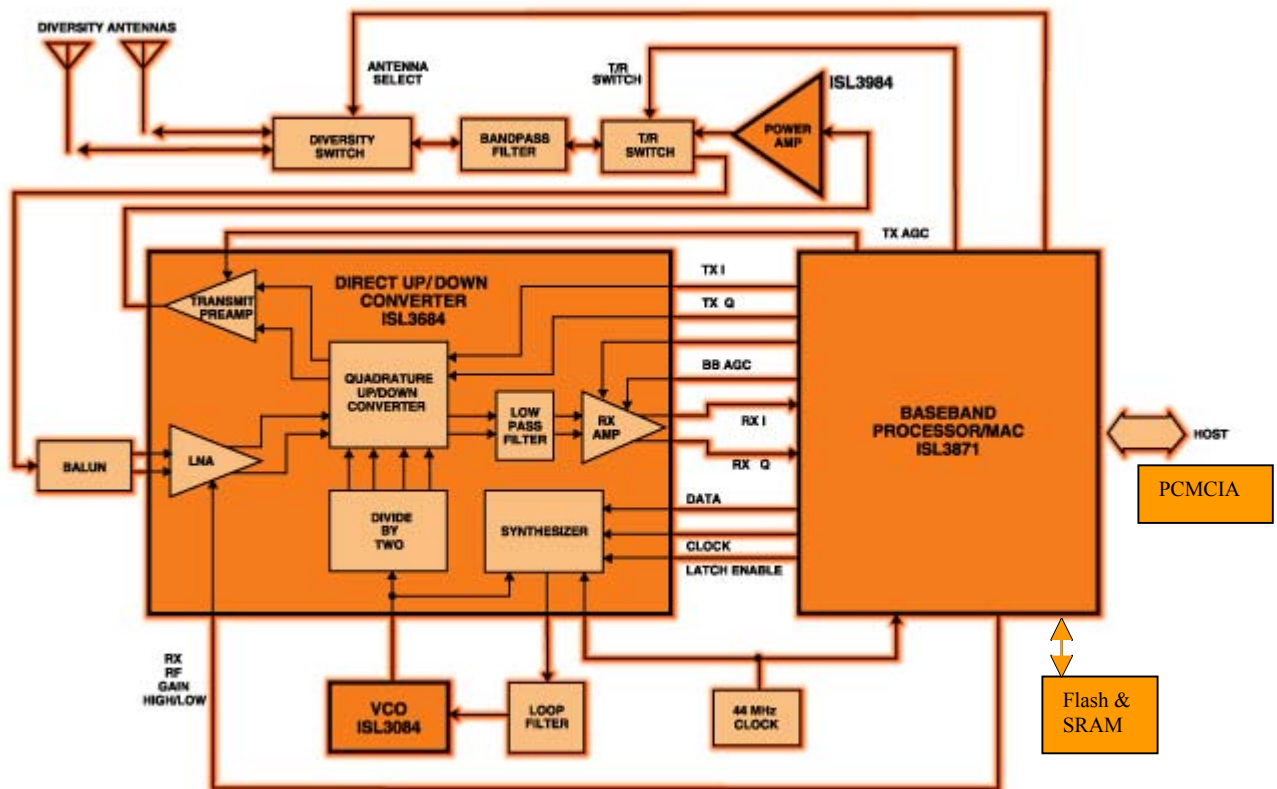 DIVERSITY ANTENNAS
ANTENNA
SELECT
T/R
SWITCH
ISL3984
DIVERSITY
SWITCH
BANDPASS
FILTER
T/R
SWITCH
POWER
AMP
TX AGC
DIRECT UP/DOWN
CONVERTER
ISL3684
TRANSMIT
PREAMP
TX I
TX Q
QUADRATURE
UP/DOWN
CONVERTER
BB AGC
LOW
PASS
FILTER
RX
AMP
RX I
RX Q
BASEBAND
PROCESSOR/MAC
ISL3871
HOST
BALUN
LNA
PCMCIA
DIVIDE
BY
TWO
SYNTHESIZER
DATA
CLOCK
LATCH ENABLE
RX
RF
GAIN
HIGH/LOW
VCO
ISL3084
LOOP
FILTER
44 MHz
CLOCK
Flash &
SRAM